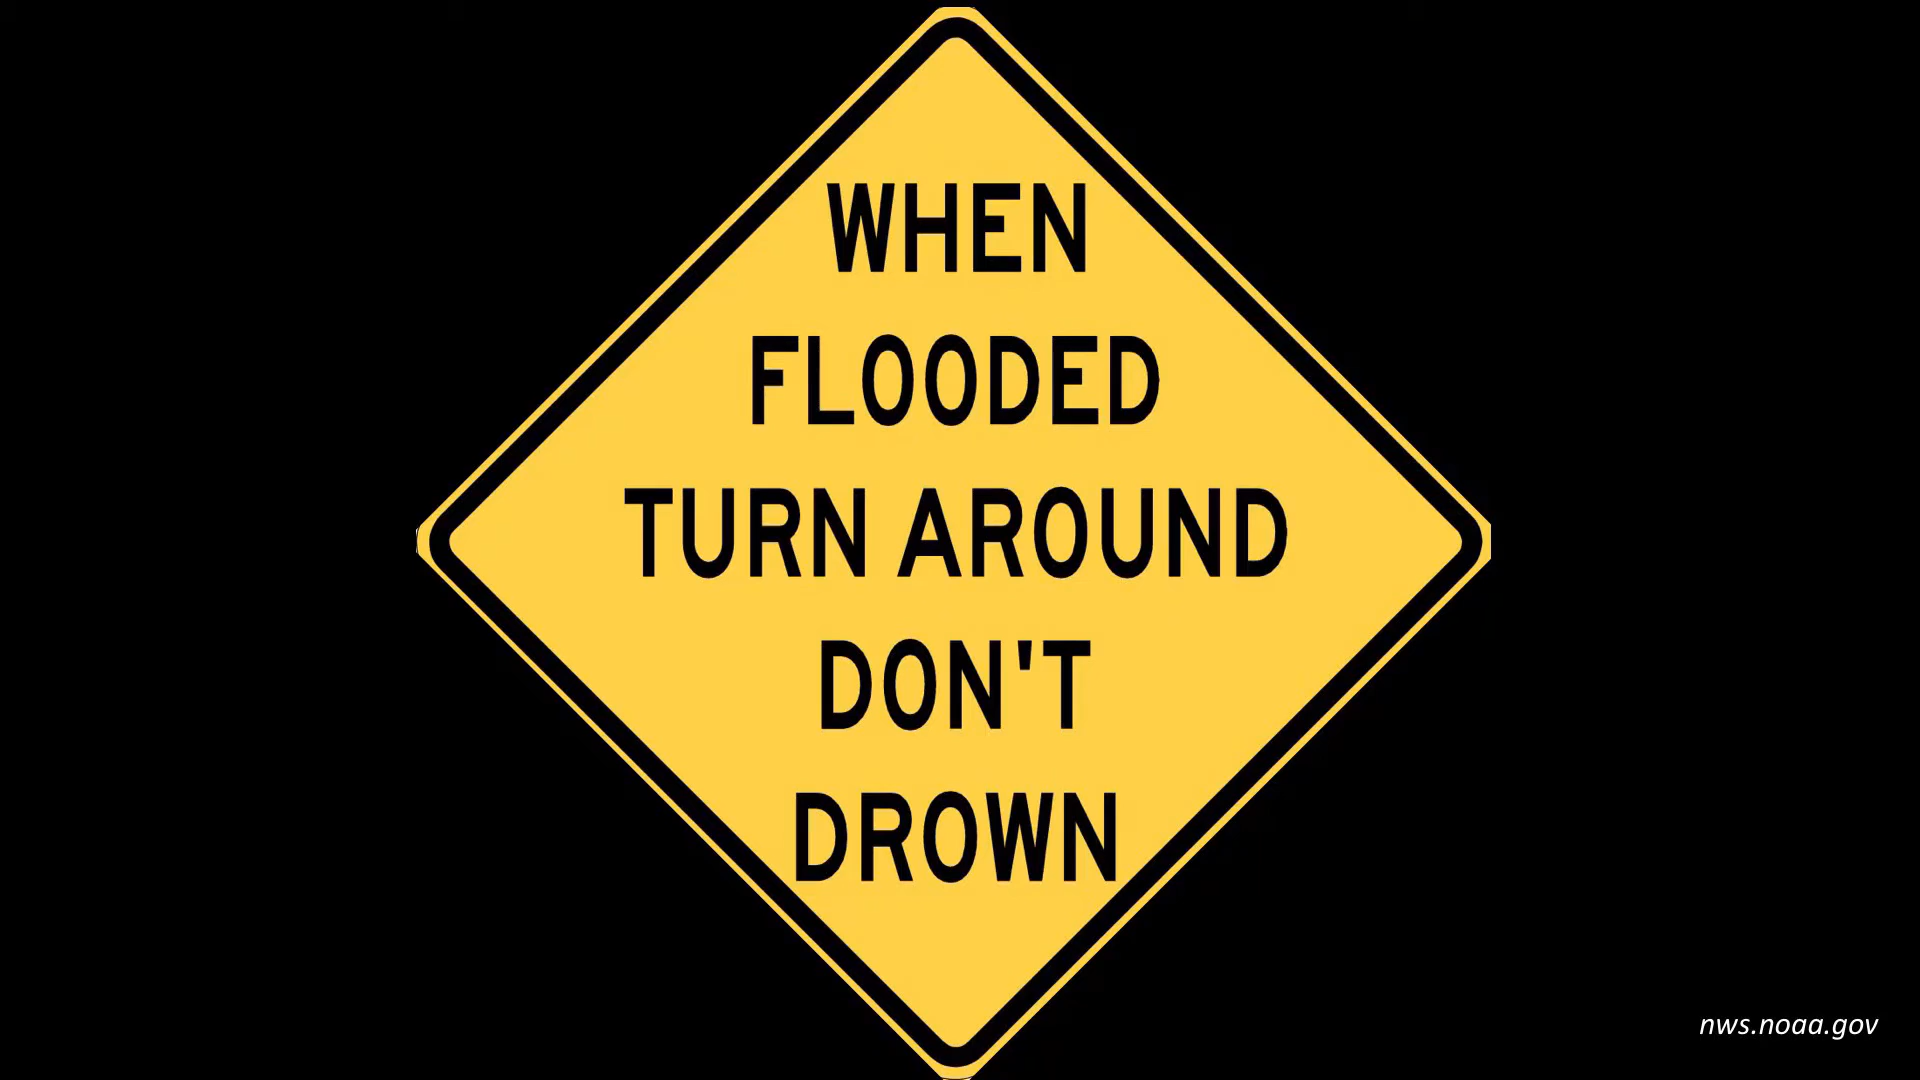 WHEN
FLOODED
TURN AROUND
DON'T
DROWN
nws.noaa.gov